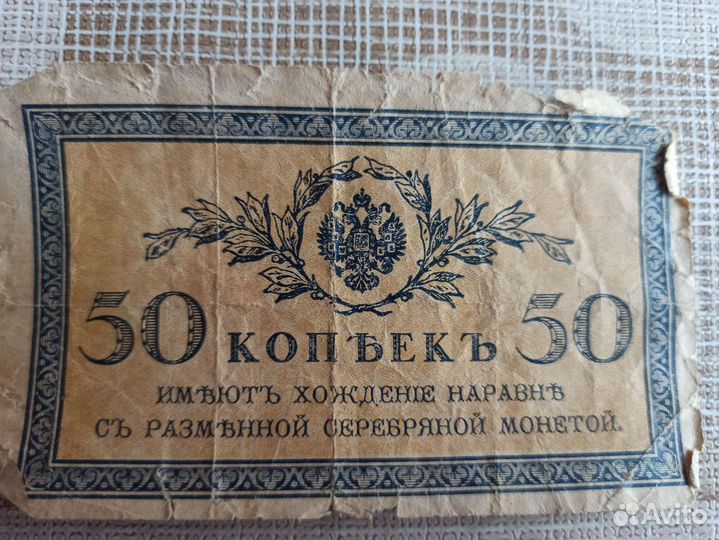 50 КОПѢЕКЪ 50
ИМѢЮТЪ ХОЖДЕНІЕ НАРАВНѢ
СЪ РАЗМѢННОЙ СЕРЕБРЯНОЙ МОНЕТОЙ.
Avito